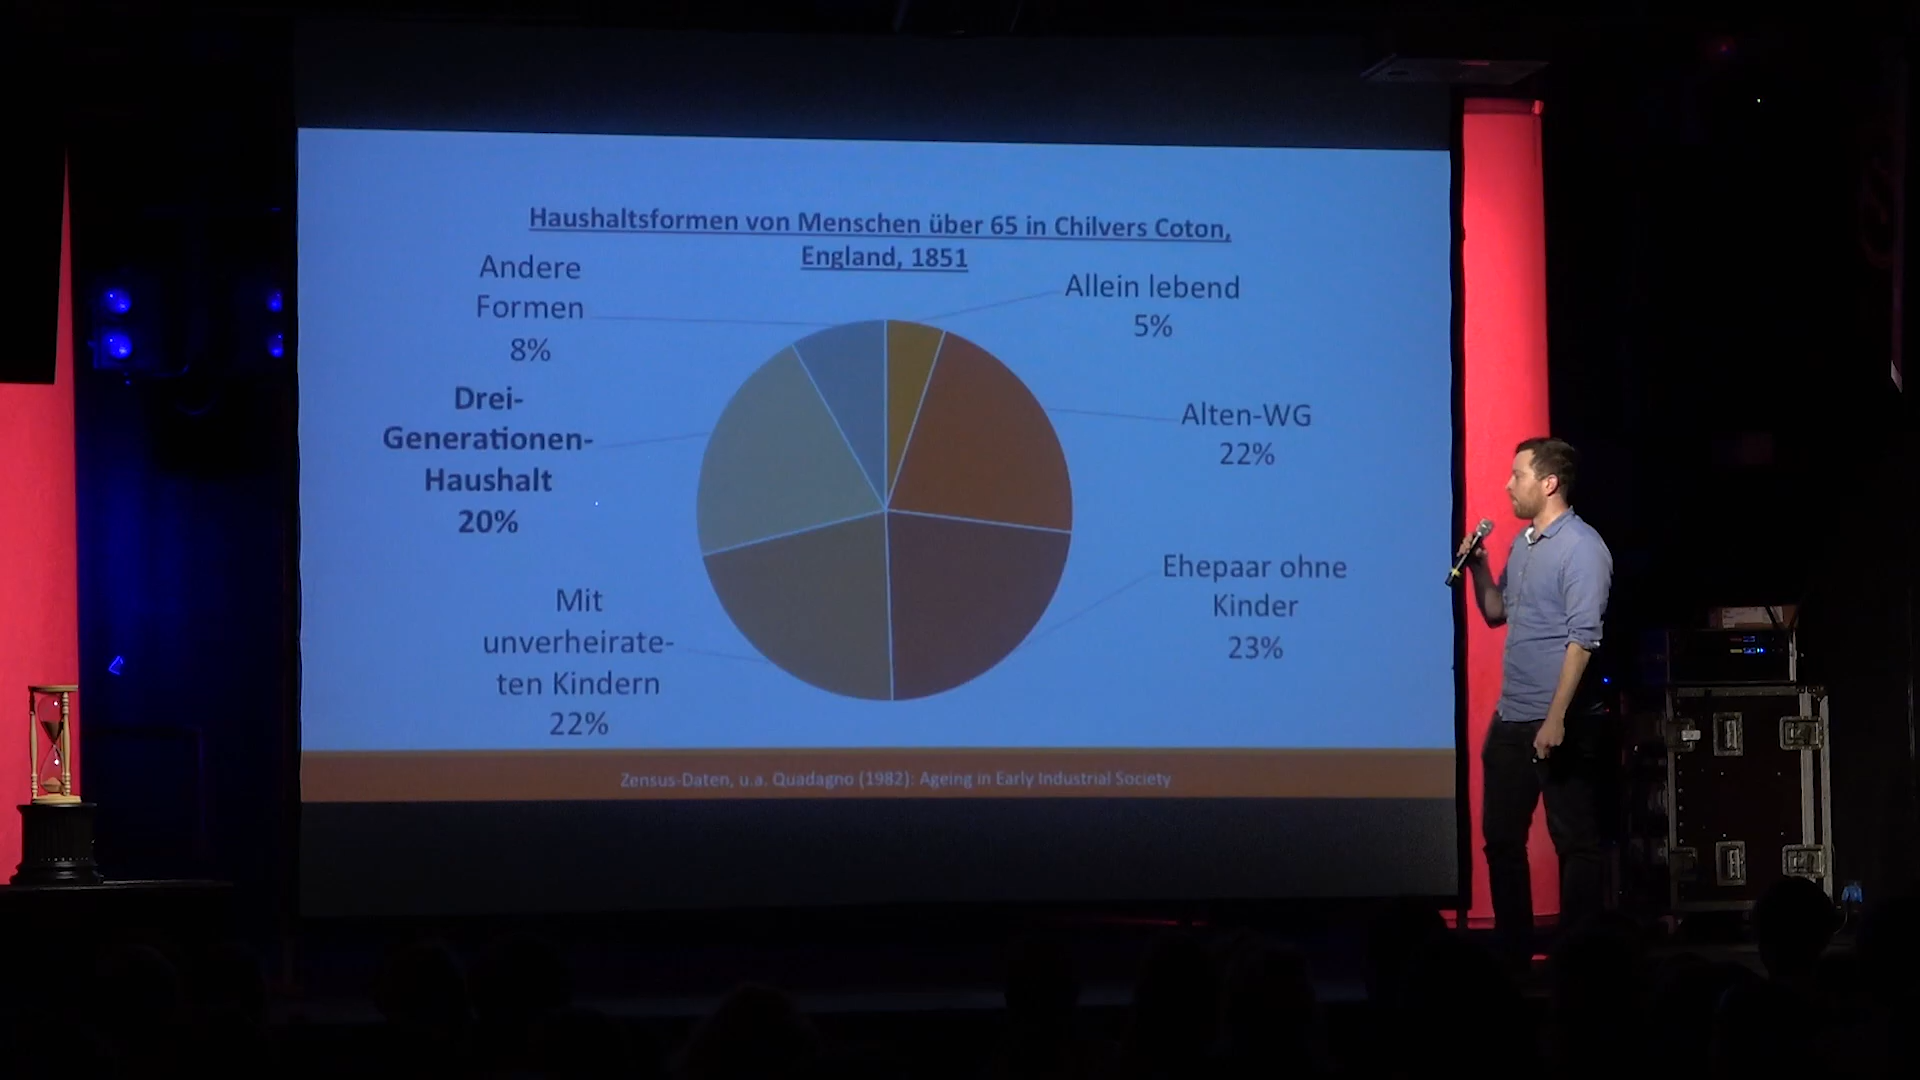 Haushaltsformen von Menschen über 65 in Chilvers Coton,
England, 1851
Andere
Formen
8%
Allein lebend
5%
Drei-
Generationen-
Haushalt
20%
Alten-WG
22%
Mit
unverheirate-
ten Kindern
22%
Ehepaar ohne
Kinder
23%
Zensus-Daten, u.a. Quadagno (1982): Ageing in Early Industrial Society